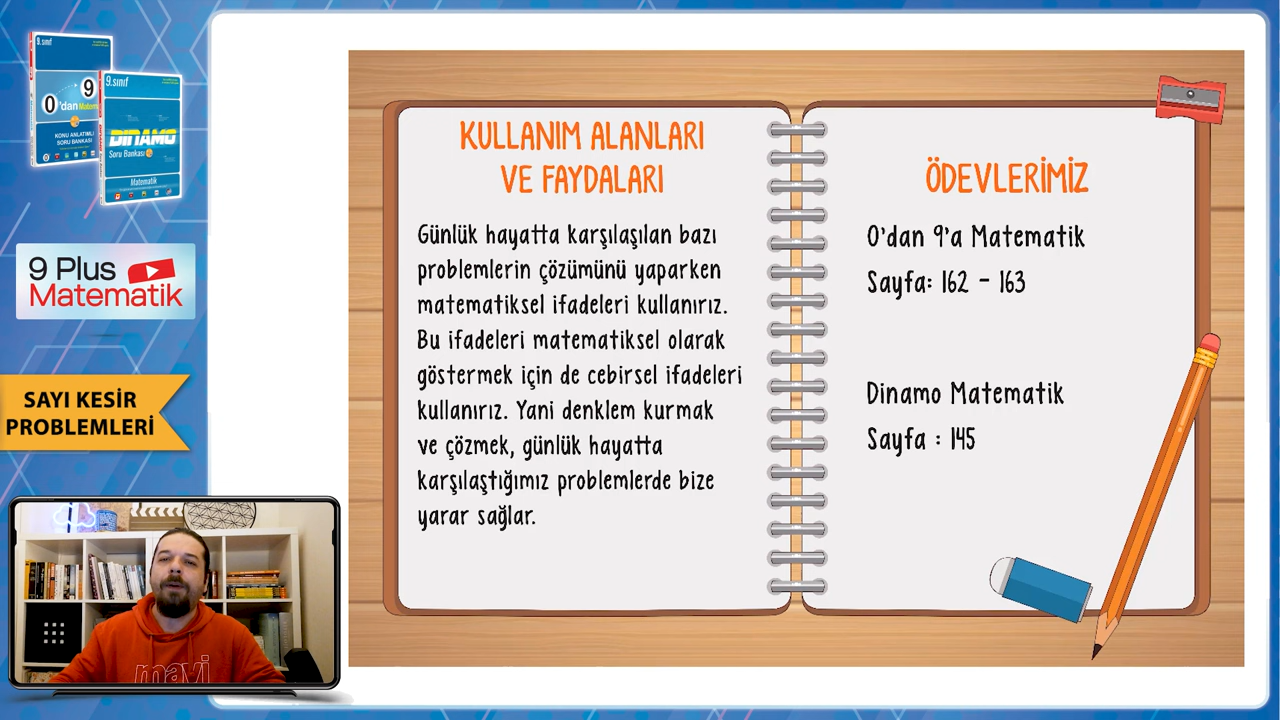 9.sınıf
0'dan 9
KONU ANLATIMLI
SORU BANKASI
9.sınıf
DİNAMO
Soru Bankası
Matematik
9 Plus
Matematik
SAYI KESİR
PROBLEMLERİ
mavi
KULLANIM ALANLARI
VE FAYDALARI
Günlük hayatta karşılaşılan bazı
problemlerin çözümünü yaparken
matematiksel ifadeleri kullanırız.
Bu ifadeleri matematiksel olarak
göstermek için de cebirsel ifadeleri
kullanırız. Yani denklem kurmak
ve çözmek, günlük hayatta
karşılaştığımız problemlerde bize
yarar sağlar.
ÖDEVLERİMİZ
0'dan 9'a Matematik
Sayfa: 162 - 163
Dinamo Matematik
Sayfa : 145